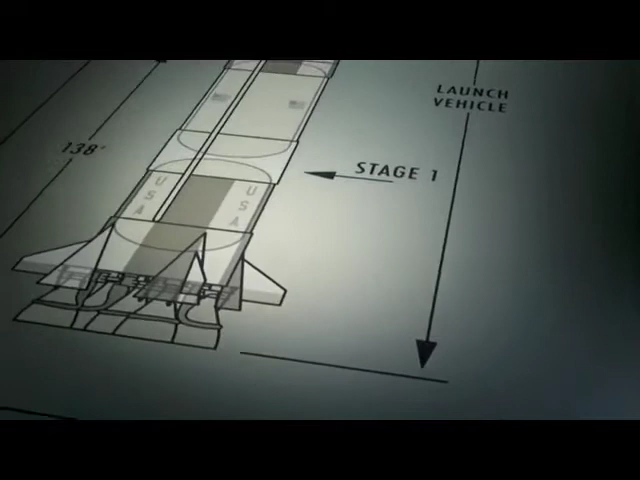 LAUNCH
VEHICLE
138'
STAGE 1
USA
USA